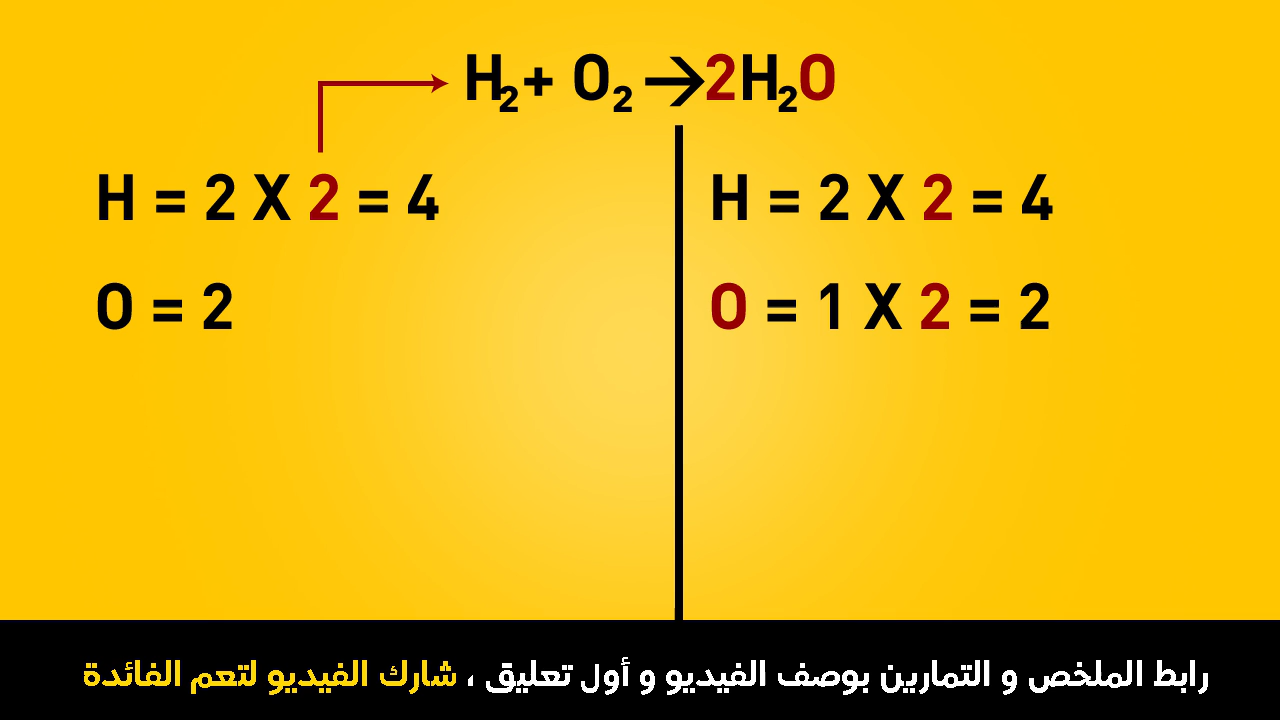 H₂ + O₂ → 2H₂O
H = 2 X 2 = 4
H = 2 X 2 = 4
O = 2
O = 1 X 2 = 2
رابط الملخص و التمارين بوصف الفيديو و أول تعليق ، شارك الفيديو لتعم الفائدة